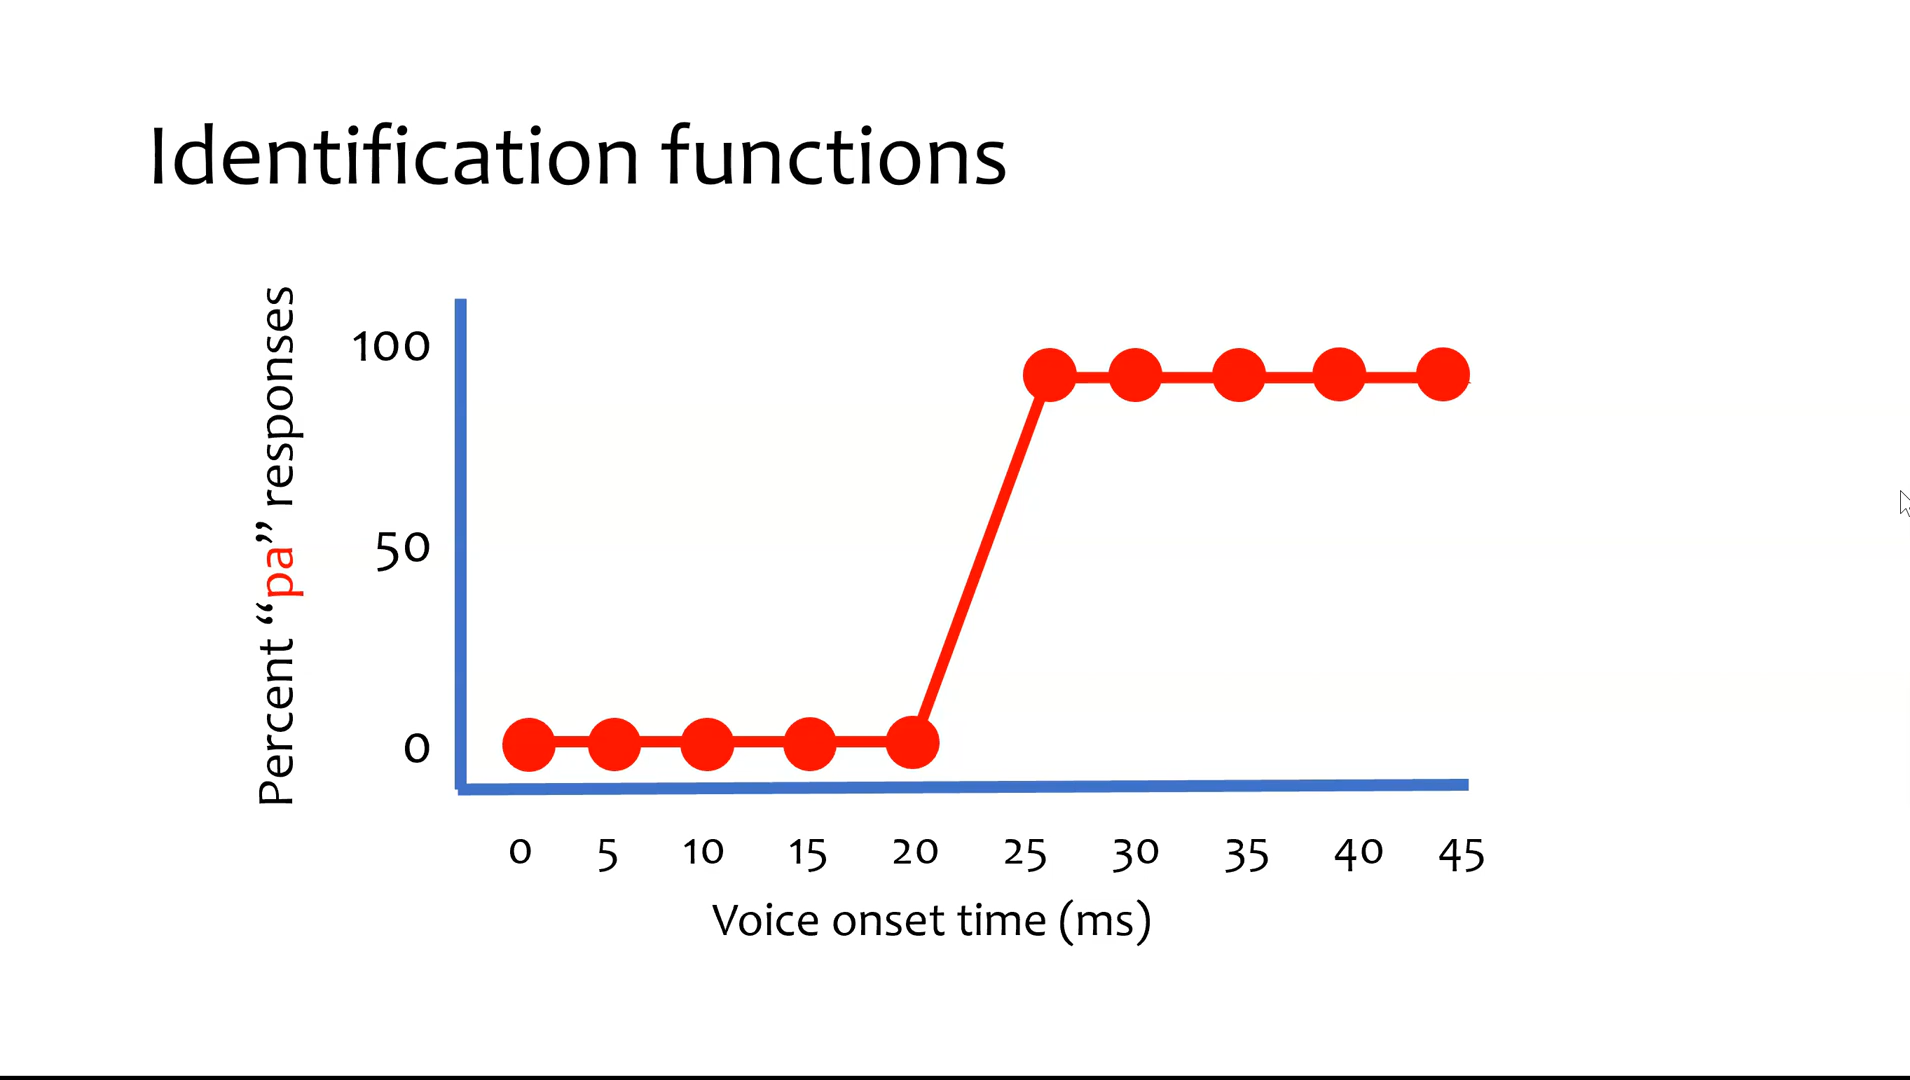 Identification functions
Percent “pa” responses
100
50
0
0 5 10 15 20 25 30 35 40 45
Voice onset time (ms)